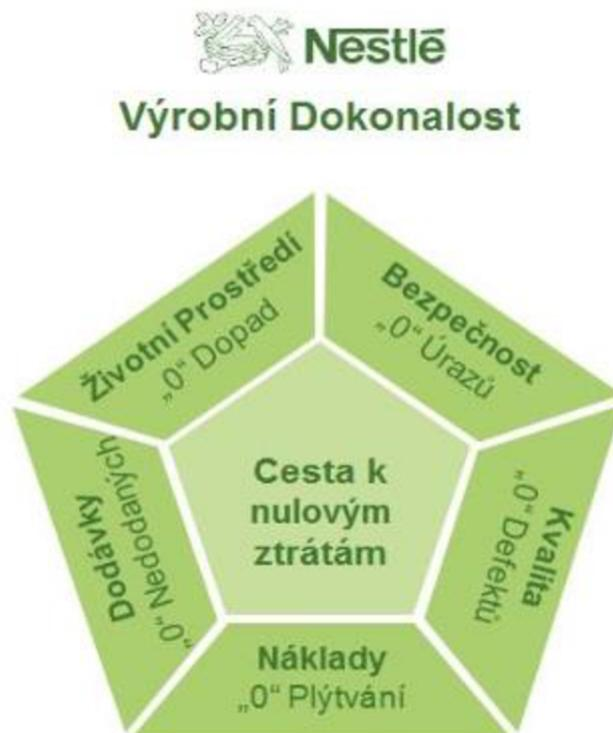 Nestlé
Výrobní Dokonalost
Životní Prostředí
„0“ Dopad
Bezpečnost
„0“ Úrazů
Cesta k
nulovým
ztrátám
Dodávky
„0“ Nedodaných
Kvalita
„0“ Defektů
Náklady
„0“ Plýtvání